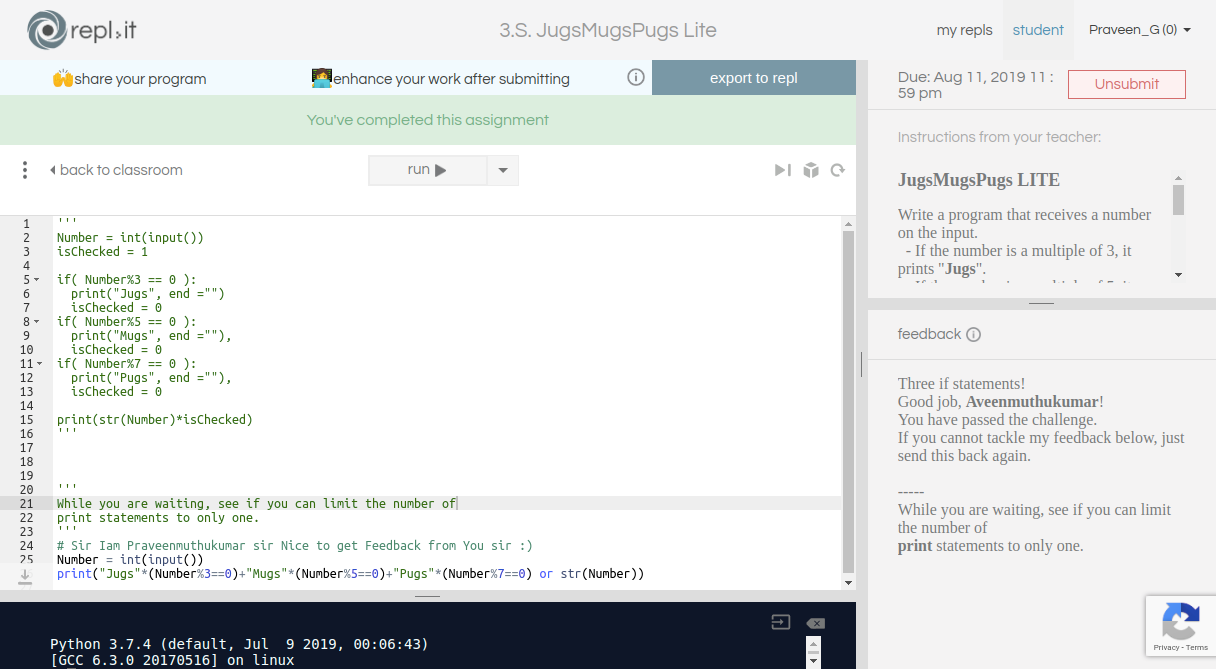 repl.it
3.S. JugsMugsPugs Lite
my repls
student
Praveen_G (0)
share your program
enhance your work after submitting
export to repl
You've completed this assignment
back to classroom
run
1 '''
2 Number = int(input())
3 isChecked = 1
4
5 if( Number%3 == 0 ):
6 print("Jugs", end ="")
7 isChecked = 0
8 if( Number%5 == 0 ):
9 print("Mugs", end =""),
10 isChecked = 0
11 if( Number%7 == 0 ):
12 print("Pugs", end =""),
13 isChecked = 0
14
15 print(str(Number)*isChecked)
16 '''
17
18
19
20 '''
21 While you are waiting, see if you can limit the number of
22 print statements to only one.
23 '''
24 # Sir Iam Praveenmuthukumar sir Nice to get Feedback from You sir :)
25 Number = int(input())
print("Jugs"*(Number%3==0)+"Mugs"*(Number%5==0)+"Pugs"*(Number%7==0) or str(Number))
Python 3.7.4 (default, Jul  9 2019, 00:06:43)
[GCC 6.3.0 20170516] on linux
Due: Aug 11, 2019 11 :
59 pm
Unsubmit
Instructions from your teacher:
JugsMugsPugs LITE
Write a program that receives a number
on the input.
- If the number is a multiple of 3, it
prints "Jugs".
feedback
Three if statements!
Good job, Aveenmuthukumar!
You have passed the challenge.
If you cannot tackle my feedback below, just
send this back again.
-----
While you are waiting, see if you can limit
the number of
print statements to only one.
Privacy - Terms